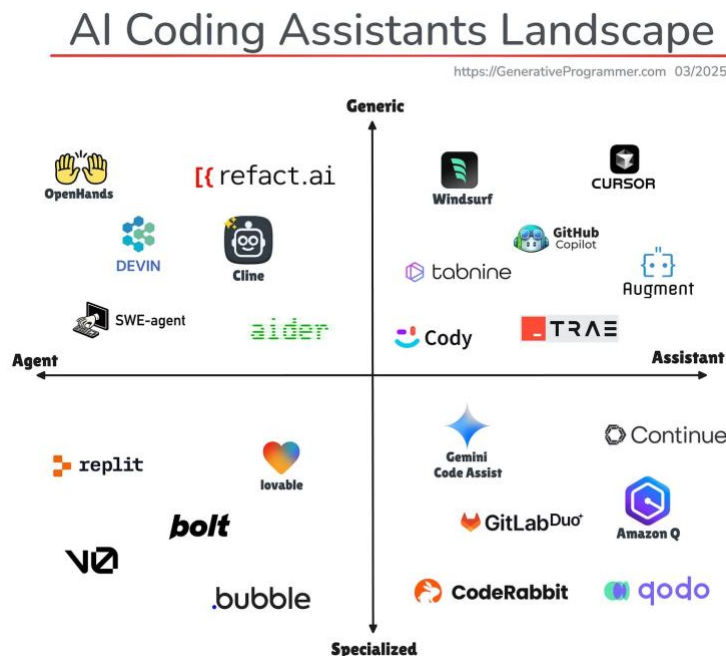 AI Coding Assistants Landscape
https://GenerativeProgrammer.com 03/2025
Generic
OpenHands
[{ refact.ai
Windsurf
CURSOR
DEVIN
Cline
GitHub
Copilot
tabnine
Augment
SWE-agent
aider
Cody
TRAE
Agent
Assistant
replit
lovable
Gemini
Code Assist
Continue
bolt
GitLab Duo
Amazon Q
v0
.bubble
CodeRabbit
qodo
Specialized